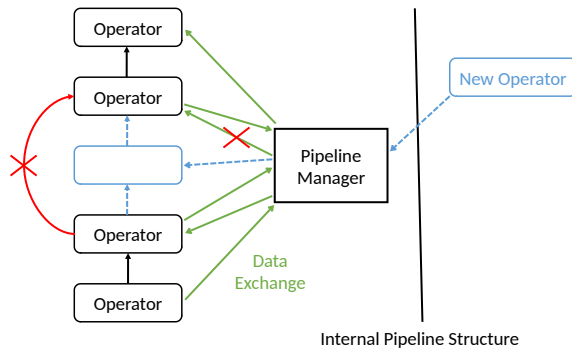 Operator
Operator
New Operator
Pipeline
Manager
Operator
Data
Exchange
Operator
Internal Pipeline Structure